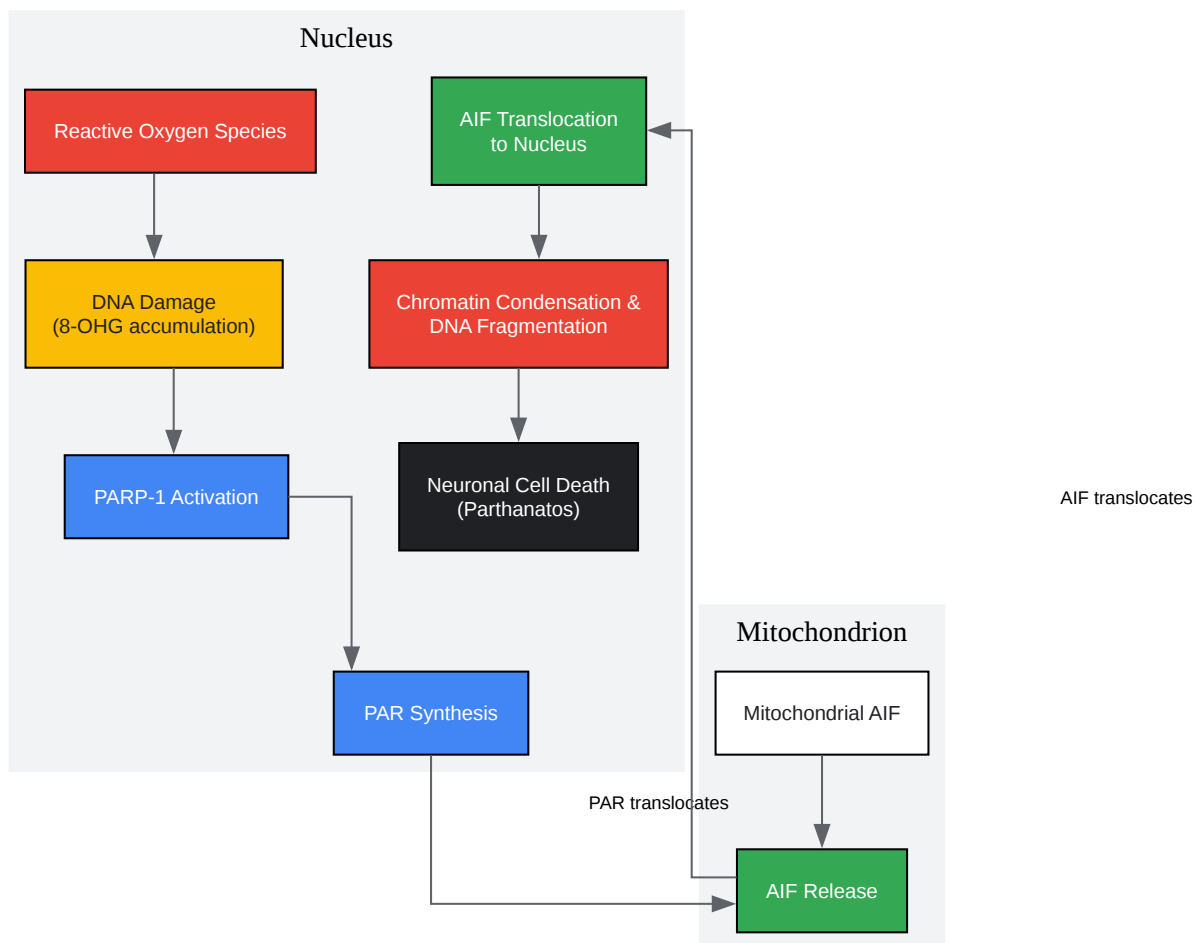 Nucleus
Reactive Oxygen Species
AIF Translocation
to Nucleus
DNA Damage
(8-OHG accumulation)
Chromatin Condensation &
DNA Fragmentation
PARP-1 Activation
Neuronal Cell Death
(Parthanatos)
AIF translocates
Mitochondrion
PAR Synthesis
Mitochondrial AIF
PAR translocates
AIF Release